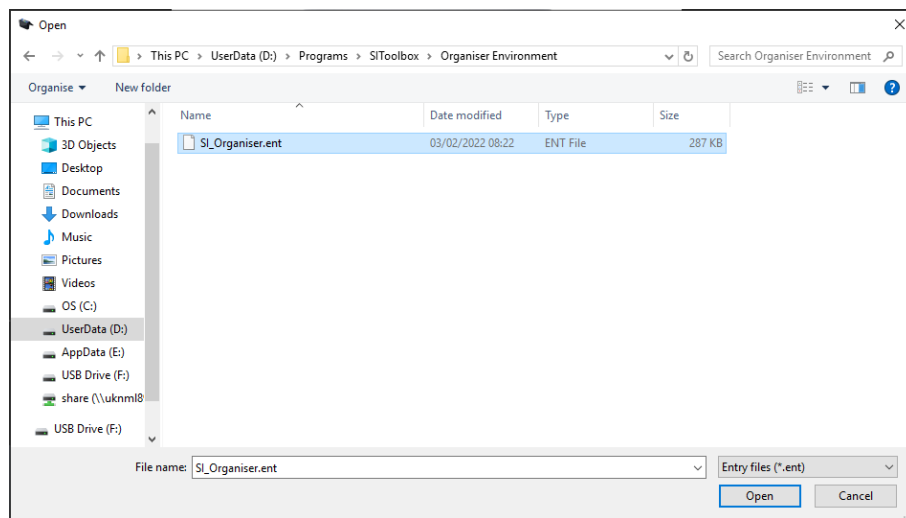 Open
This PC > UserData (D:) > Programs > SIToolbox > Organiser Environment
Search Organiser Environment
Organise New folder
Name Date modified Type Size
SI_Organiser.ent 03/02/2022 08:22 ENT File 287 KB
This PC
3D Objects
Desktop
Documents
Downloads
Music
Pictures
Videos
OS (C:)
UserData (D:)
AppData (E:)
USB Drive (F:)
share (\\uknml8
USB Drive (F:)
File name: SI_Organiser.ent Entry files (*.ent)
Open Cancel